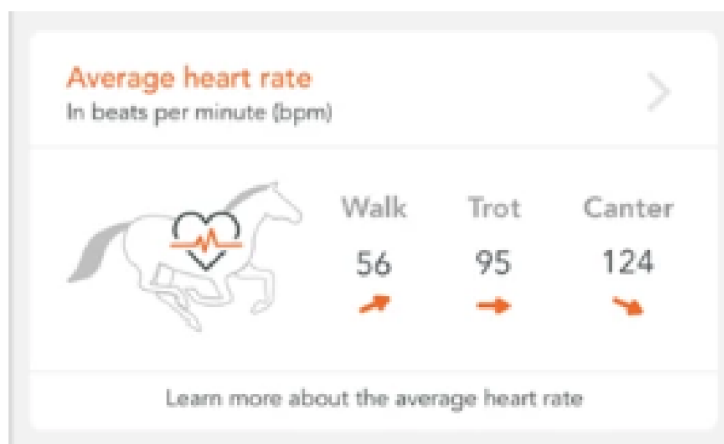 Average heart rate
In beats per minute (bpm)
Walk Trot Canter
56 95 124
Learn more about the average heart rate